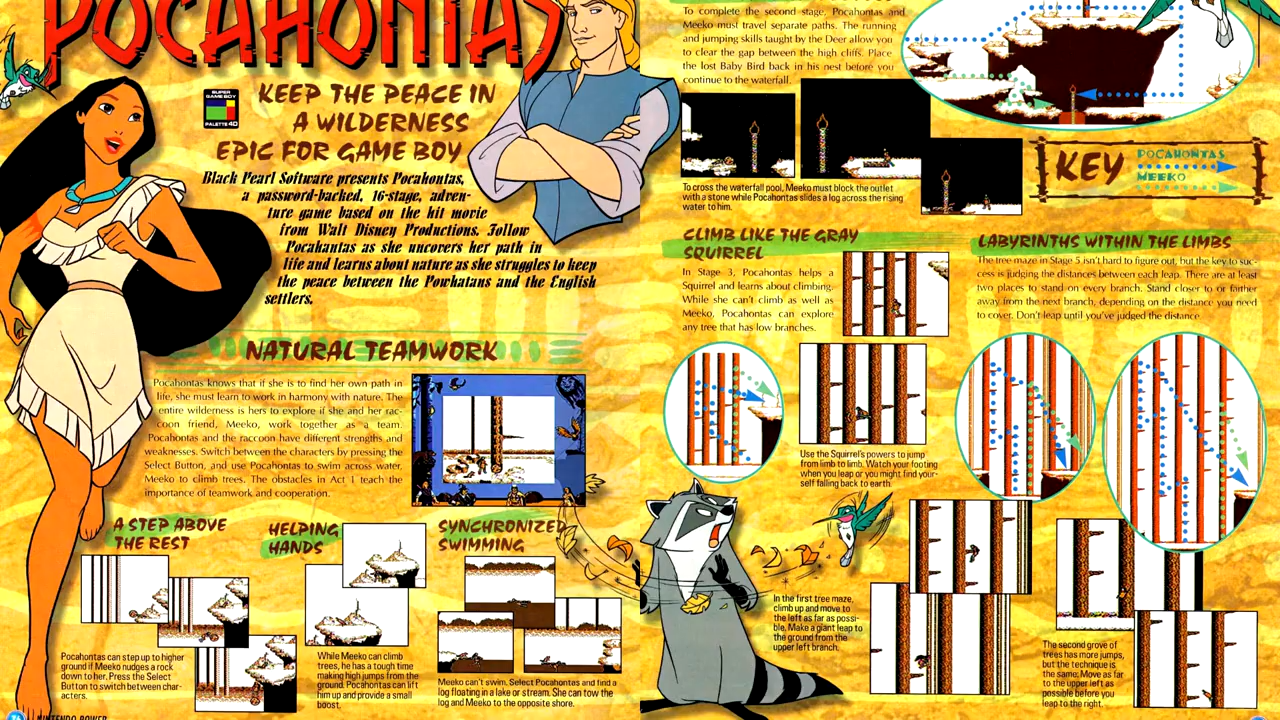 POCAHONTAS
SUPER
GAME BOY
PALETTE 4D
KEEP THE PEACE IN
A WILDERNESS
EPIC FOR GAME BOY
Black Pearl Software presents Pocahontas,
a password-backed, 16-stage, adven-
ture game based on the hit movie
from Walt Disney Productions. Follow
Pocahantas as she uncovers her path in
life and learns about nature as she struggles to keep
the peace between the Powhatans and the English
settlers.
NATURAL TEAMWORK
Pocahontas knows that if she is to find her own path in
life, she must learn to work in harmony with nature. The
entire wilderness is hers to explore if she and her rac-
coon friend, Meeko, work together as a team.
Pocahontas and the raccoon have different strengths and
weaknesses. Switch between the characters by pressing the
Select Button, and use Pocahontas to swim across water,
Meeko to climb trees. The obstacles in Act 1 teach the
importance of teamwork and cooperation.
A STEP ABOVE
THE REST
Pocahontas can step up to higher
ground if Meeko nudges a rock
down to her. Press the Select
Button to switch between char-
acters.
HELPING
HANDS
While Meeko can climb
trees, he has a tough time
making high jumps from the
ground. Pocahontas can lift
him up and provide a small
boost.
SYNCHRONIZED
SWIMMING
Meeko can't swim. Select Pocahontas and find a
log floating in a lake or stream. She can tow the
log and Meeko to the opposite shore.
NINTENDO POWER
To complete the second stage, Pocahontas and
Meeko must travel separate paths. The running
and jumping skills taught by the Deer allow you
to clear the gap between the high cliffs. Place
the lost Baby Bird back in his nest before you
continue to the waterfall.
To cross the waterfall pool, Meeko must block the outlet
with a stone while Pocahontas slides a log across the rising
water to him.
KEY
POCAHONTAS
MEEKO
CLIMB LIKE THE GRAY
SQUIRREL
In Stage 3, Pocahontas helps a
Squirrel and learns about climbing.
While she can't climb as well as
Meeko, Pocahontas can explore
any tree that has low branches.
Use the Squirrel's powers to jump
from limb to limb. Watch your footing
when you leap or you might find your-
self falling back to earth.
LABYRINTHS WITHIN THE LIMBS
The tree maze in Stage 5 isn't hard to figure out, but the key to suc-
cess is judging the distances between each leap. There are at least
two places to stand on every branch. Stand closer to or farther
away from the next branch, depending on the distance you need
to cover. Don't leap until you've judged the distance.
In the first tree maze,
climb up and move to
the left as far as possi-
ble. Make a giant leap to
the ground from the
upper left branch.
The second grove of
trees has more jumps,
but the technique is
the same: Move as far
to the upper left as
possible before you
leap to the right.